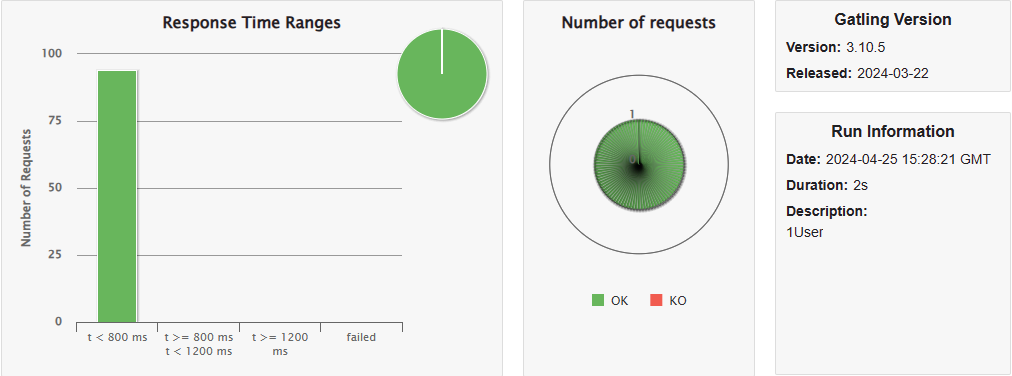 Response Time Ranges
Number of Requests
100
75
50
25
0
t < 800 ms
t >= 800 ms
t < 1200 ms
t >= 1200
ms
failed
Number of requests
1
OK
KO
Gatling Version
Version: 3.10.5
Released: 2024-03-22
Run Information
Date: 2024-04-25 15:28:21 GMT
Duration: 2s
Description:
1User